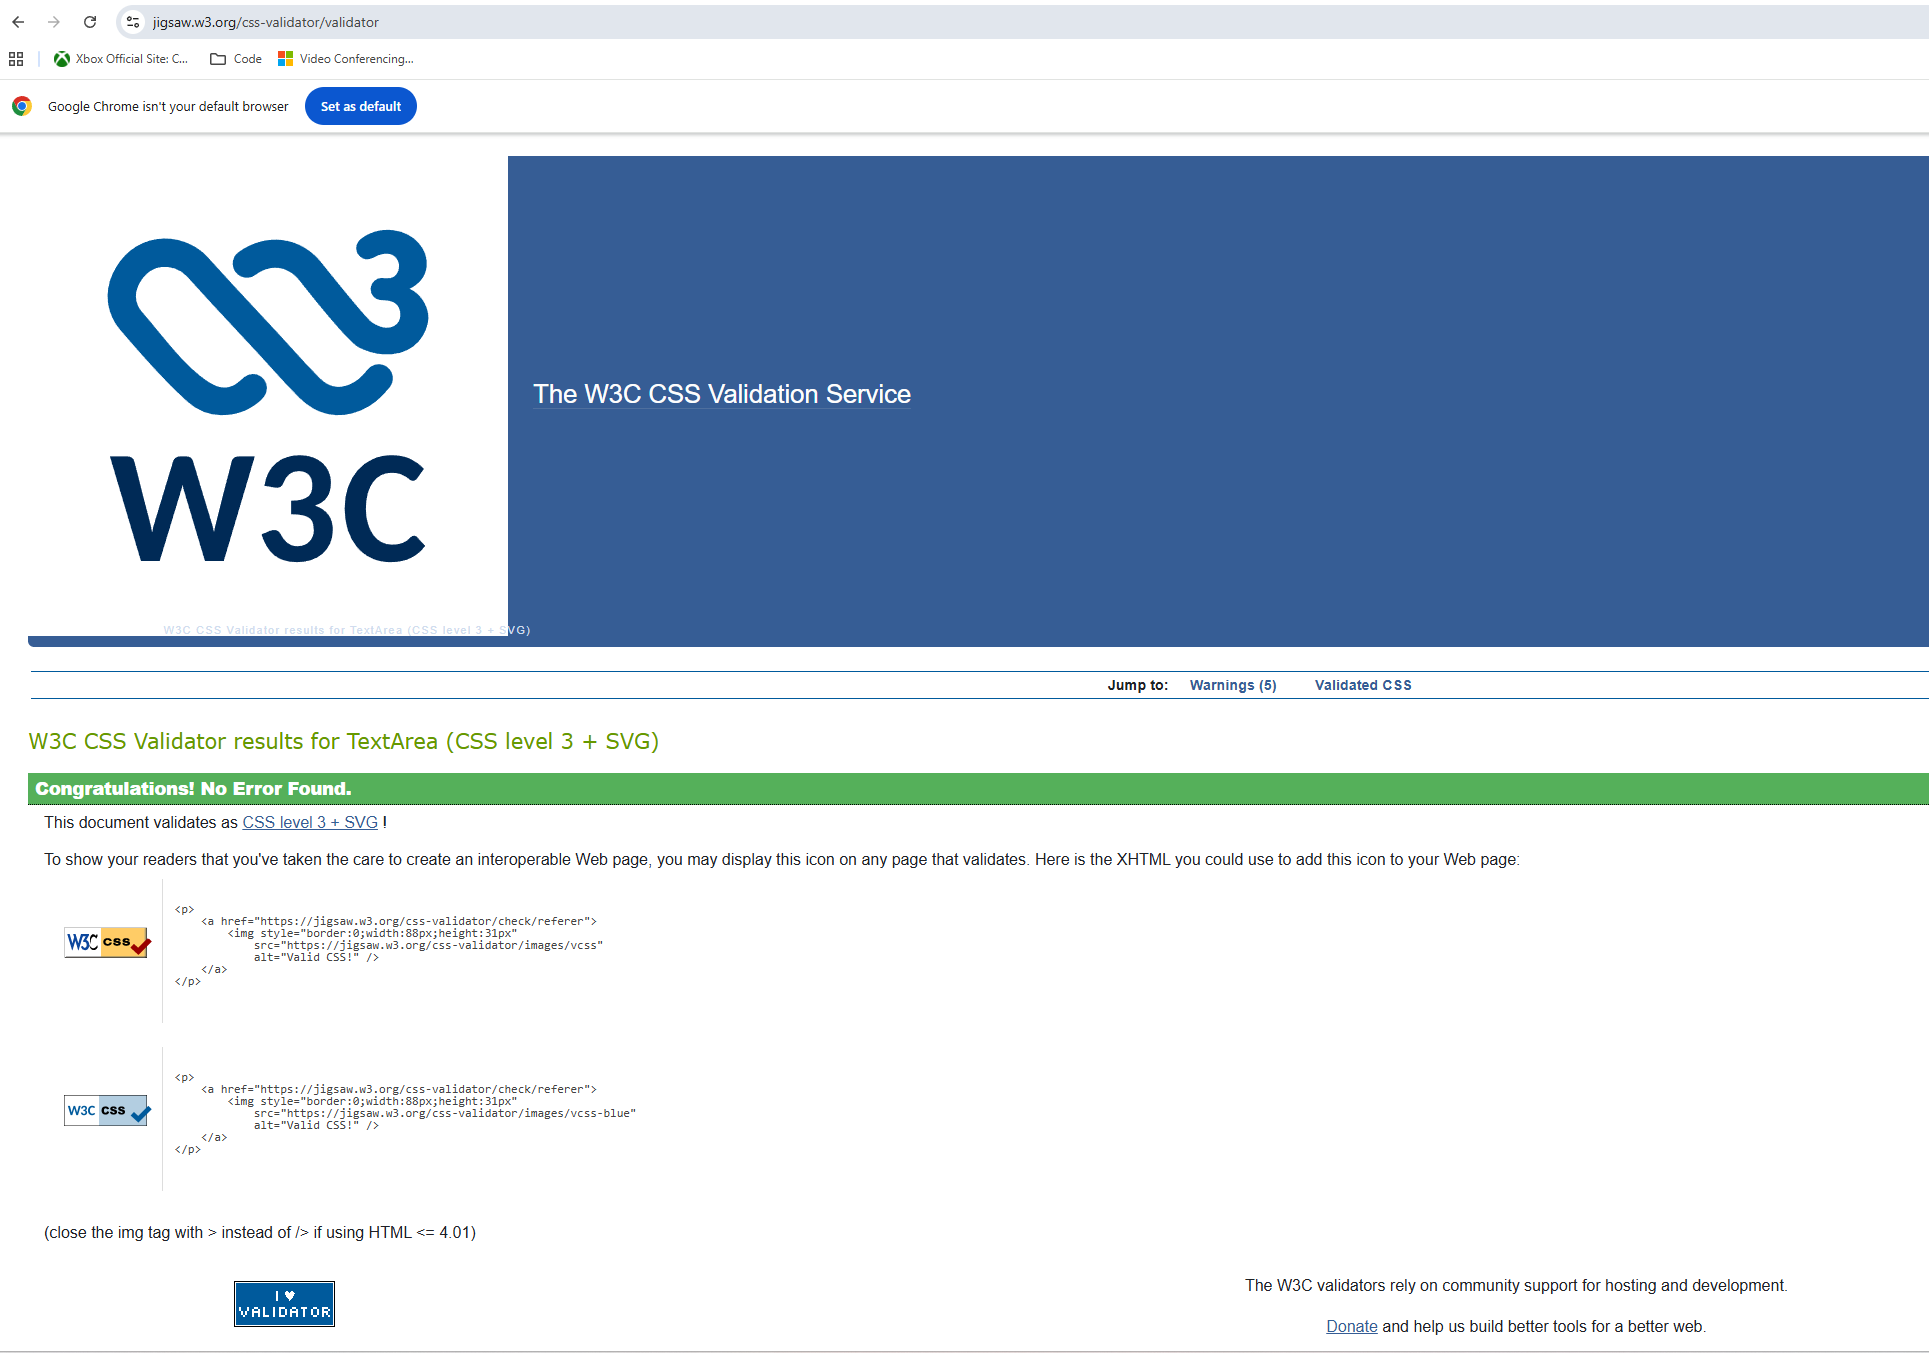 jigsaw.w3.org/css-validator/validator
Xbox Official Site: C... Code Video Conferencing...
Google Chrome isn't your default browser Set as default
W3C
The W3C CSS Validation Service
W3C CSS Validator results for TextArea (CSS level 3 + SVG)
Jump to: Warnings (5) Validated CSS
W3C CSS Validator results for TextArea (CSS level 3 + SVG)
Congratulations! No Error Found.
This document validates as CSS level 3 + SVG !
To show your readers that you've taken the care to create an interoperable Web page, you may display this icon on any page that validates. Here is the XHTML you could use to add this icon to your Web page:
<p>
<a href="https://jigsaw.w3.org/css-validator/check/referer">
<img style="border:0;width:88px;height:31px"
W3C css
src="https://jigsaw.w3.org/css-validator/images/vcss"
alt="Valid CSS!" />
</a>
</p>
<p>
<a href="https://jigsaw.w3.org/css-validator/check/referer">
<img style="border:0;width:88px;height:31px"
W3C css
src="https://jigsaw.w3.org/css-validator/images/vcss-blue"
alt="Valid CSS!" />
</a>
</p>
(close the img tag with > instead of /> if using HTML <= 4.01)
I ♥
VALIDATOR
The W3C validators rely on community support for hosting and development.
Donate and help us build better tools for a better web.